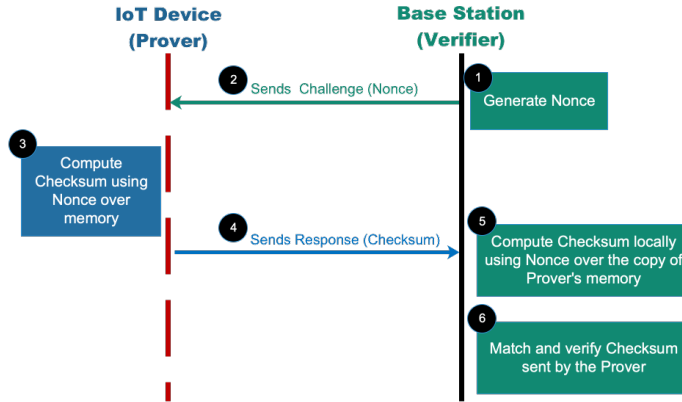 IoT Device
(Prover)
Base Station
(Verifier)
1
Generate Nonce
2
Sends Challenge (Nonce)
3
Compute
Checksum using
Nonce over
memory
4
Sends Response (Checksum)
5
Compute Checksum locally
using Nonce over the copy of
Prover's memory
6
Match and verify Checksum
sent by the Prover